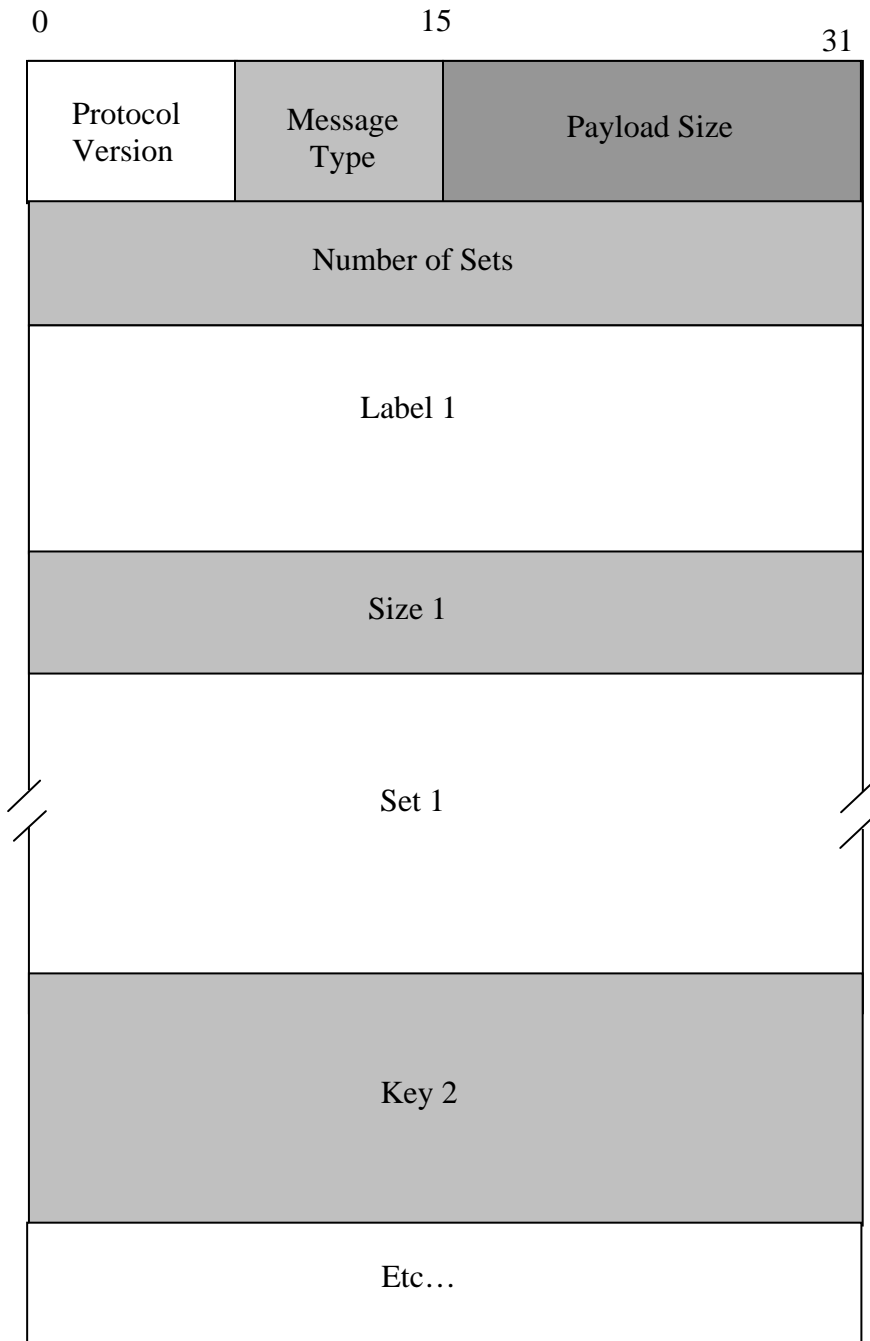 0 15 31
Protocol
Version
Message
Type
Payload Size
Number of Sets
Label 1
Size 1
Set 1
Key 2
Etc…